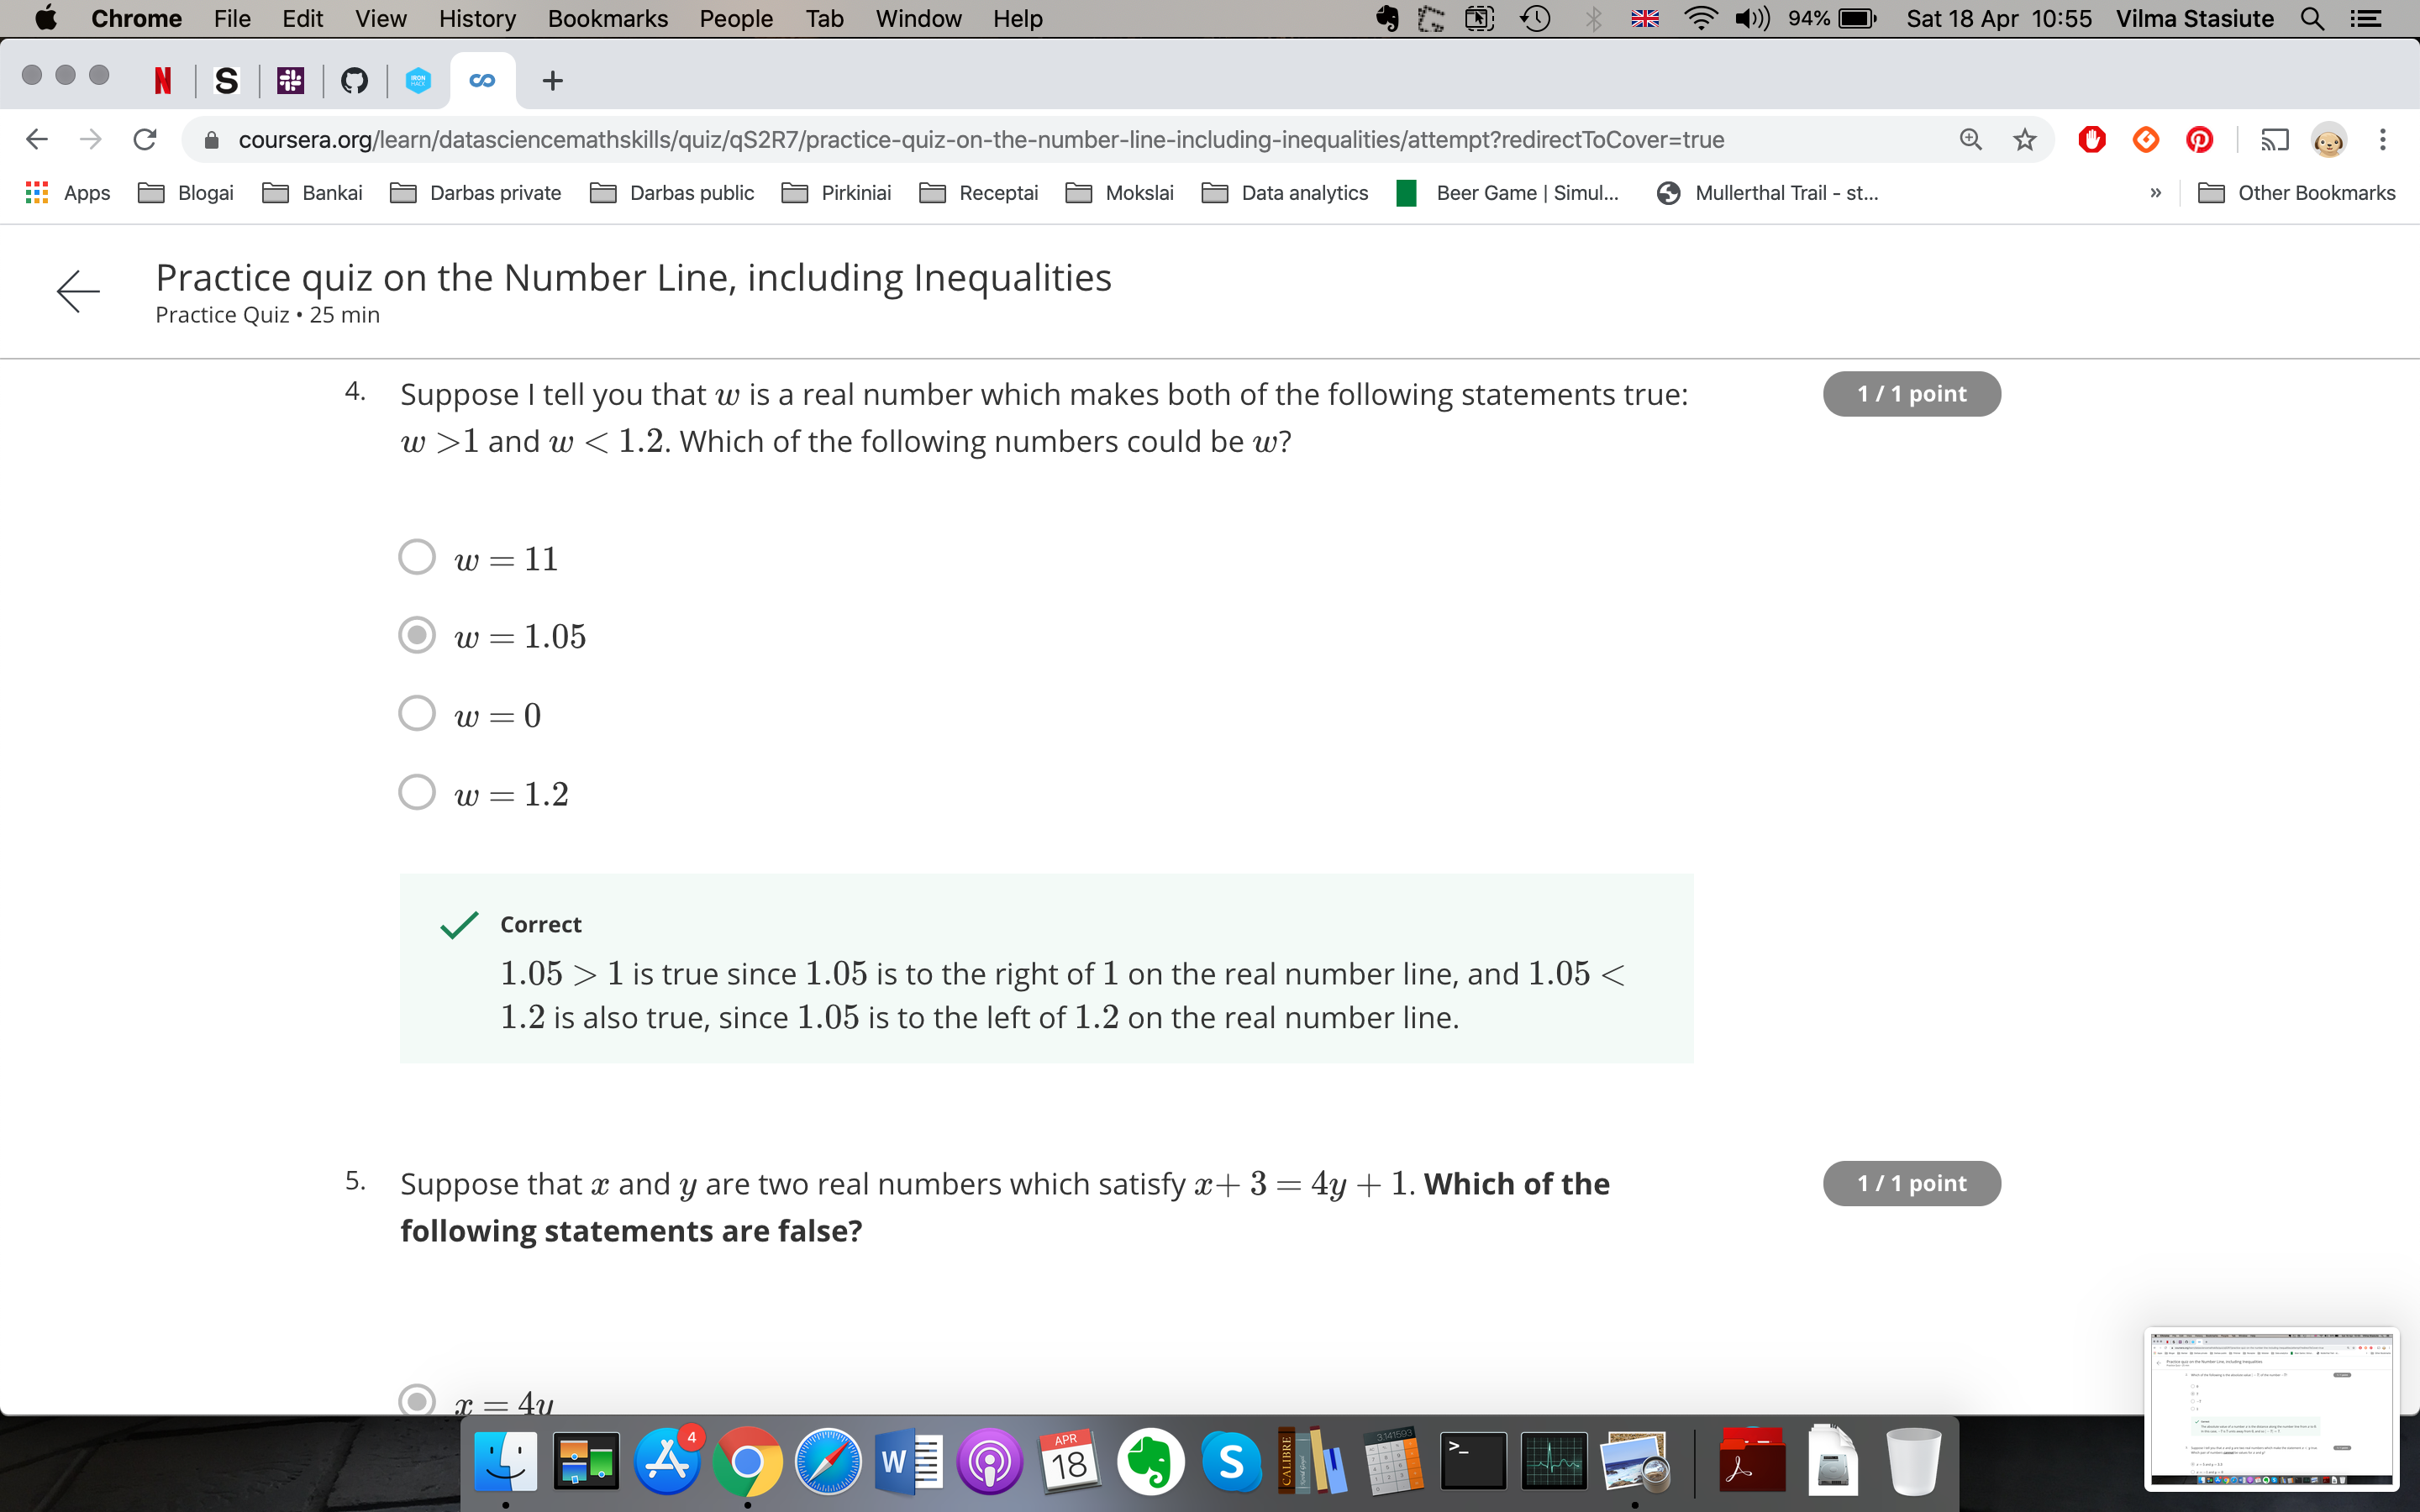 Chrome File Edit View History Bookmarks People Tab Window Help 94% Sat 18 Apr 10:55 Vilma Stasiute
N S IRON HACK
coursera.org/learn/datasciencemathskills/quiz/qS2R7/practice-quiz-on-the-number-line-including-inequalities/attempt?redirectToCover=true
Apps Blogai Bankai Darbas private Darbas public Pirkiniai Receptai Mokslai Data analytics Beer Game | Simul... Mullerthal Trail - st... » Other Bookmarks
Practice quiz on the Number Line, including Inequalities
Practice Quiz • 25 min
4. Suppose I tell you that w is a real number which makes both of the following statements true: 1 / 1 point
w >1 and w < 1.2. Which of the following numbers could be w?
w = 11
w = 1.05
w = 0
w = 1.2
Correct
1.05 > 1 is true since 1.05 is to the right of 1 on the real number line, and 1.05 <
1.2 is also true, since 1.05 is to the left of 1.2 on the real number line.
5. Suppose that x and y are two real numbers which satisfy x+ 3 = 4y + 1. Which of the 1 / 1 point
following statements are false?
x = 4y
4
W
APR
18
S
CALIBRE
3.141593
>_